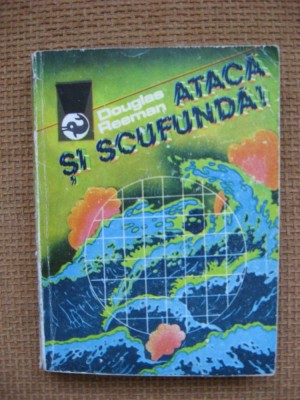 Douglas
Reeman
ATACĂ
ŞI SCUFUNDĂ!